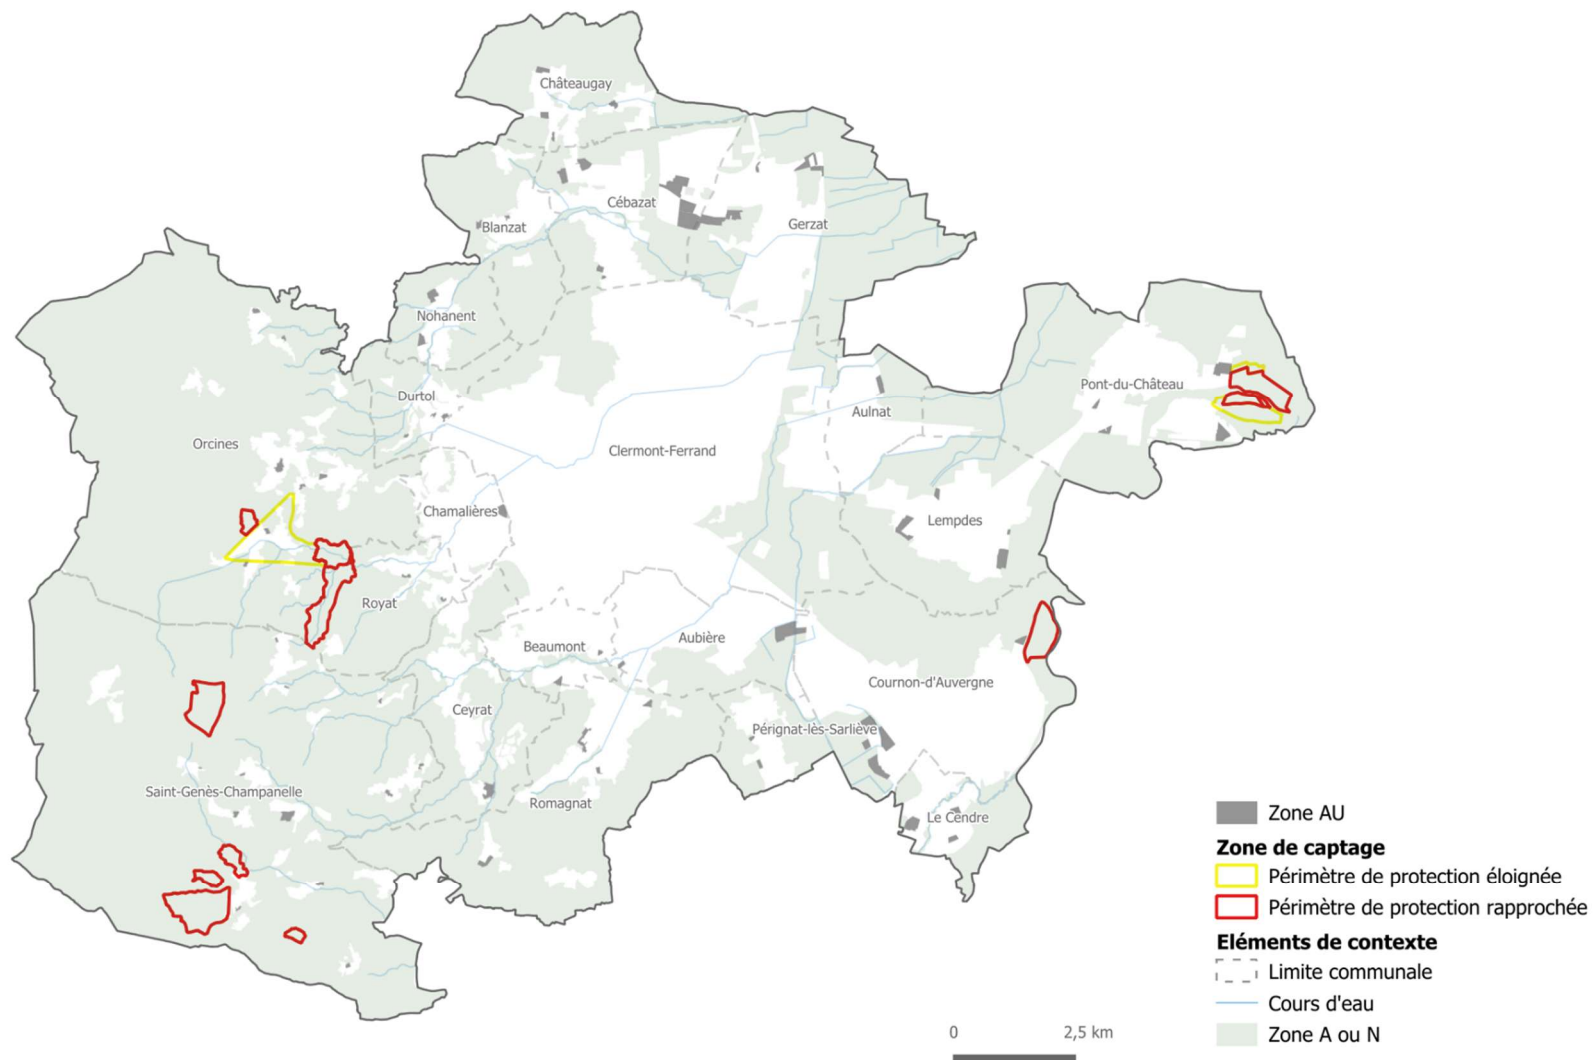 Châteaugay
Cébazat
Blanzat
Gerzat
Nohanent
Pont-du-Château
Durtol
Aulnat
Orcines
Clermont-Ferrand
Chamalières
Lempdes
Royat
Beaumont
Aubière
Cournon-d'Auvergne
Ceyrat
Pérignat-lès-Sarliève
Saint-Genès-Champanelle
Romagnat
Le Cendre
Zone AU
Zone de captage
Périmètre de protection éloignée
Périmètre de protection rapprochée
Eléments de contexte
Limite communale
Cours d'eau
Zone A ou N
0 2,5 km